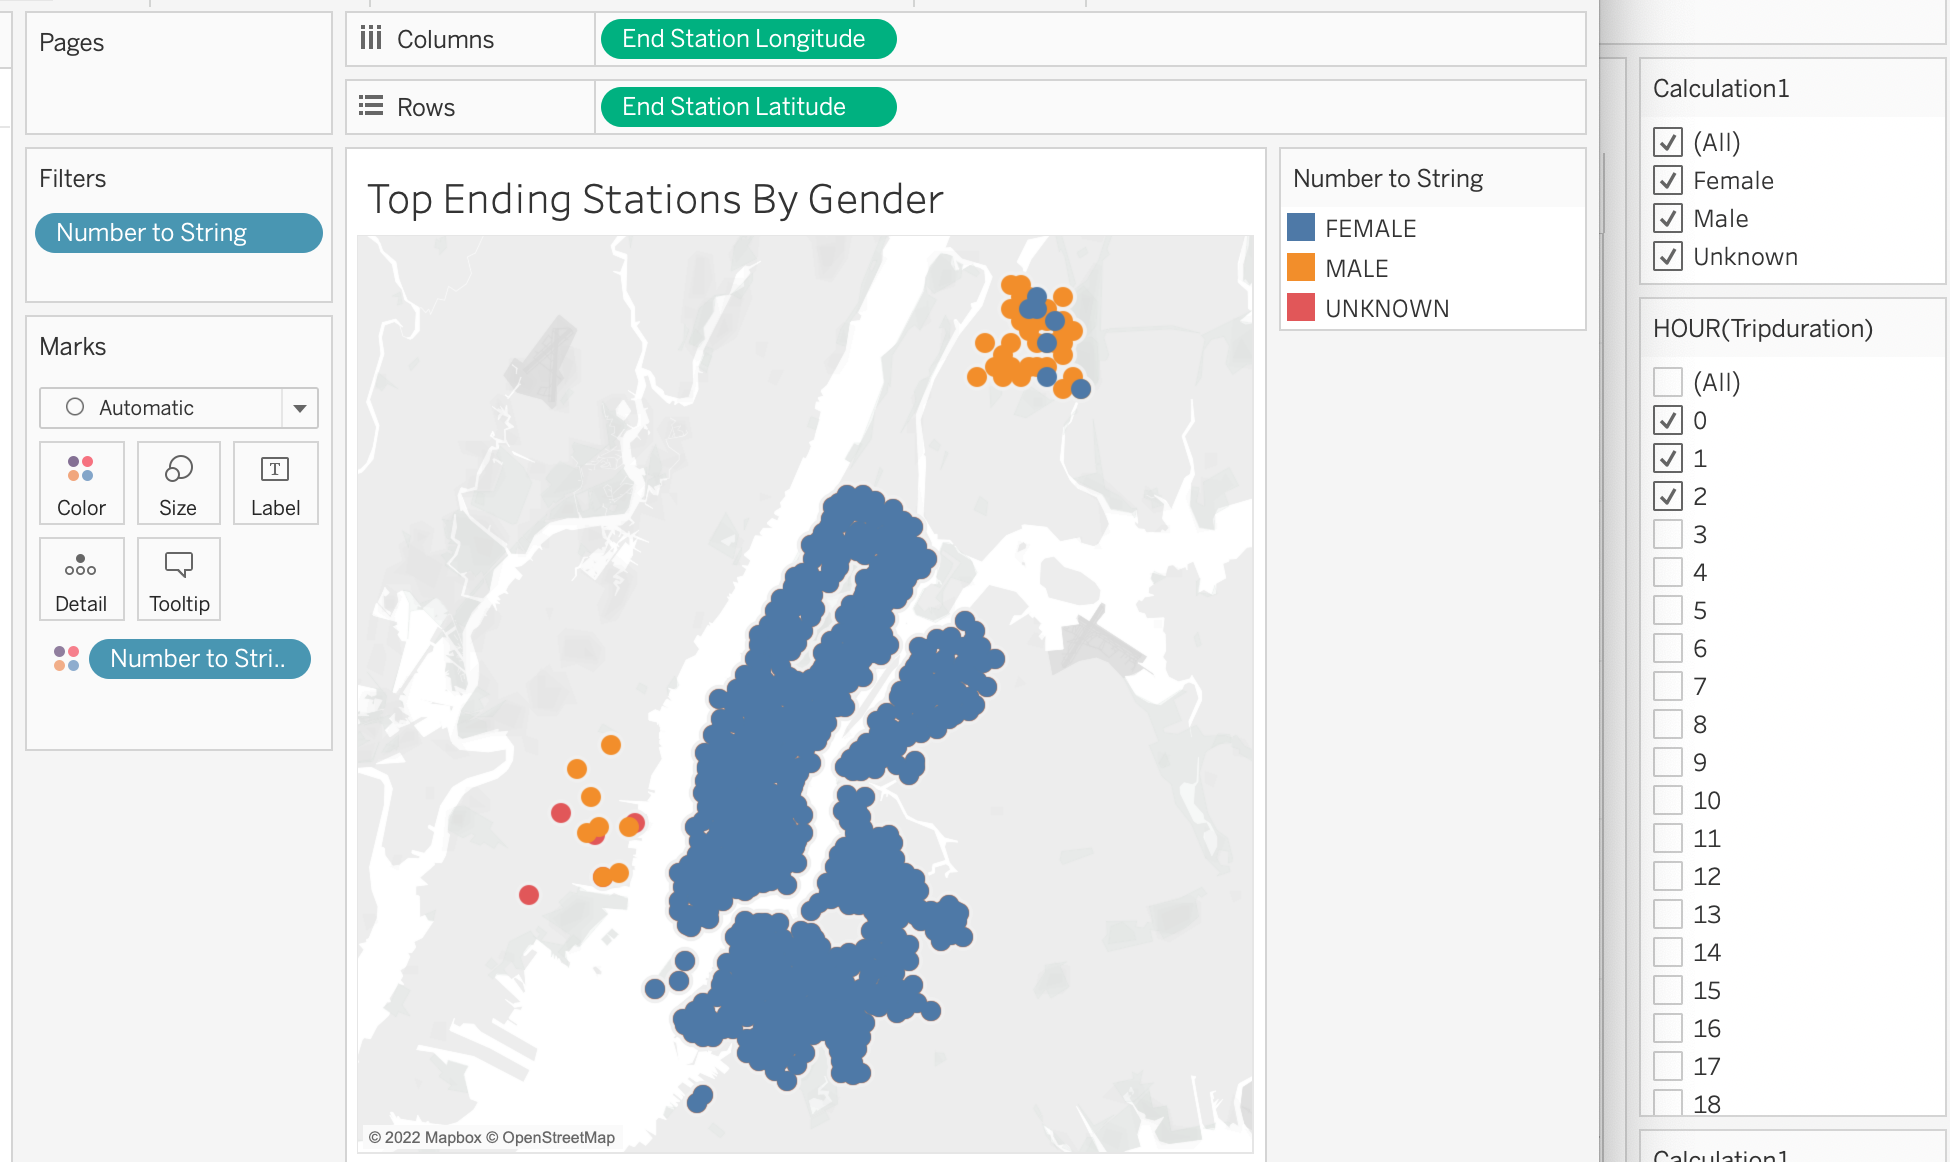 Pages
Columns
End Station Longitude
Rows
End Station Latitude
Filters
Number to String
Marks
Automatic
Color
Size
T
Label
Detail
Tooltip
Number to Stri..
Top Ending Stations By Gender
© 2022 Mapbox © OpenStreetMap
Number to String
FEMALE
MALE
UNKNOWN
Calculation1
(All)
Female
Male
Unknown
HOUR(Tripduration)
(All)
0
1
2
3
4
5
6
7
8
9
10
11
12
13
14
15
16
17
18
Calculation1